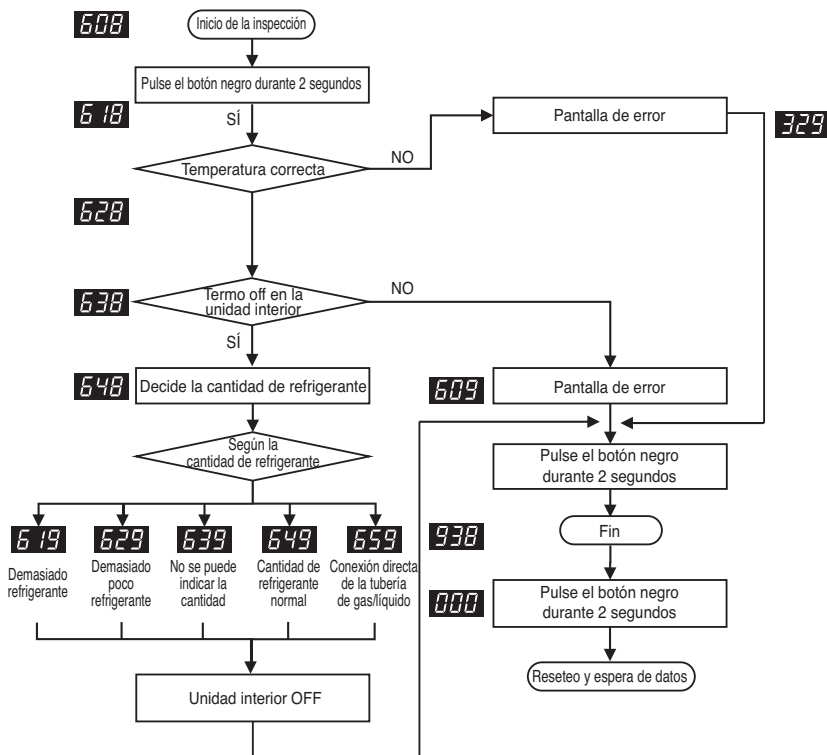 608
Inicio de la inspección
Pulse el botón negro durante 2 segundos
618
SÍ
Pantalla de error
329
Temperatura correcta
NO
628
638
Termo off en la
unidad interior
NO
SÍ
648
Decide la cantidad de refrigerante
609
Pantalla de error
Según la
cantidad de refrigerante
Pulse el botón negro
durante 2 segundos
619
Demasiado
refrigerante
629
Demasiado
poco
refrigerante
639
No se puede
indicar la
cantidad
649
Cantidad de
refrigerante
normal
659
Conexión directa
de la tubería
de gas/líquido
938
Fin
000
Pulse el botón negro
durante 2 segundos
Unidad interior OFF
Reseteo y espera de datos